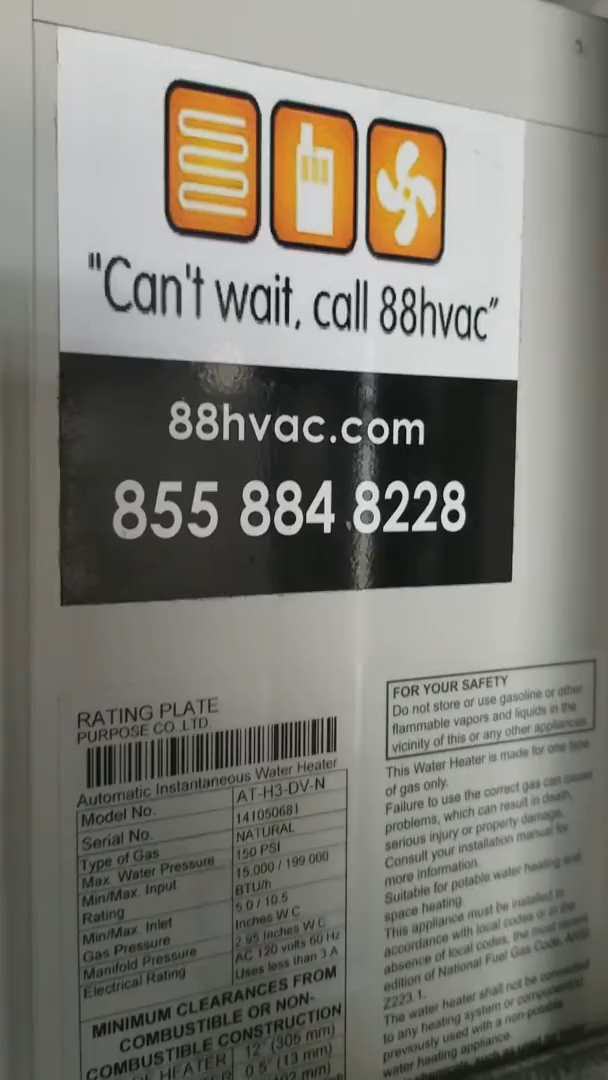 "Can't wait, call 88hvac"
88hvac.com
855 884.8228
RATING PLATE
PURPOSE CO.,LTD.
Automatic Instantaneous Water Heater
Model No. AT-H3-DV-N
Serial No. 141050681
Type of Gas NATURAL
Max. Water Pressure 150 PSI
Min/Max. Input 15.000 / 199.000
Rating BTU/h
Min/Max. Inlet 5.0 / 10.5
Gas Pressure Inches W C
Manifold Pressure 2.95 Inches W C
Electrical Rating AC 120 volts 60 Hz
Uses less than 3 A
MINIMUM CLEARANCES FROM
COMBUSTIBLE OR NON-
COMBUSTIBLE CONSTRUCTION
HEATER 12" (305 mm)
0.5" (13 mm)
mm)
FOR YOUR SAFETY
Do not store or use gasoline or other
flammable vapors and liquids in the
vicinity of this or any other appliances.
This Water Heater is made for one type
of gas only.
Failure to use the correct gas can cause
problems, which can result in death,
serious injury or property damage.
Consult your installation manual for
more information.
Suitable for potable water heating and
space heating.
This appliance must be installed in
accordance with local codes or in the
absence of local codes, the most recent
edition of National Fuel Gas Code, ANSI
Z223.1.
The water heater shall not be connected
to any heating system or components
previously used with a non-potable
water heating appliance.